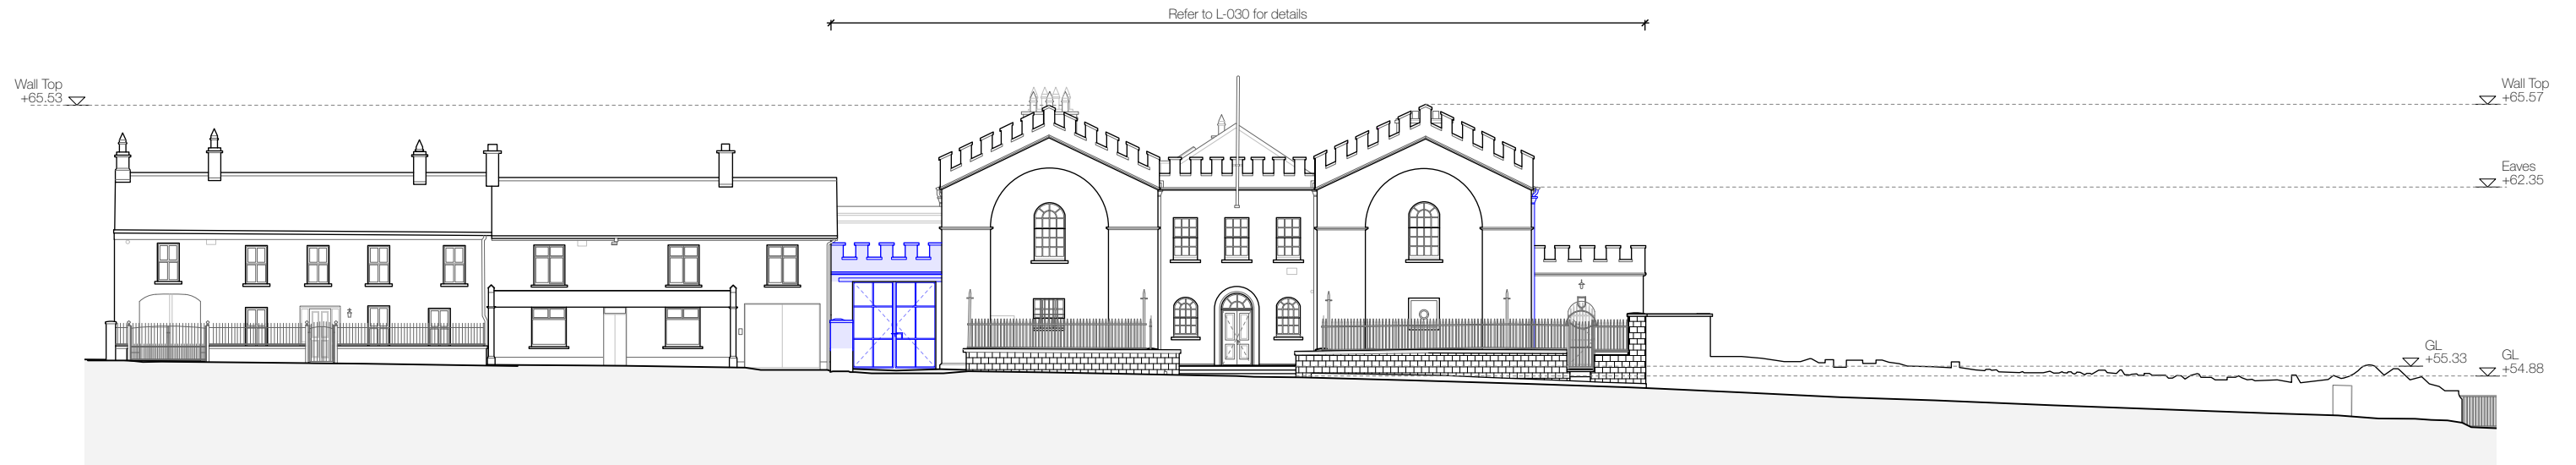 Refer to L-030 for details
Wall Top
+65.53
Wall Top
+65.57
Eaves
+62.35
GL
+55.33
GL
+54.88